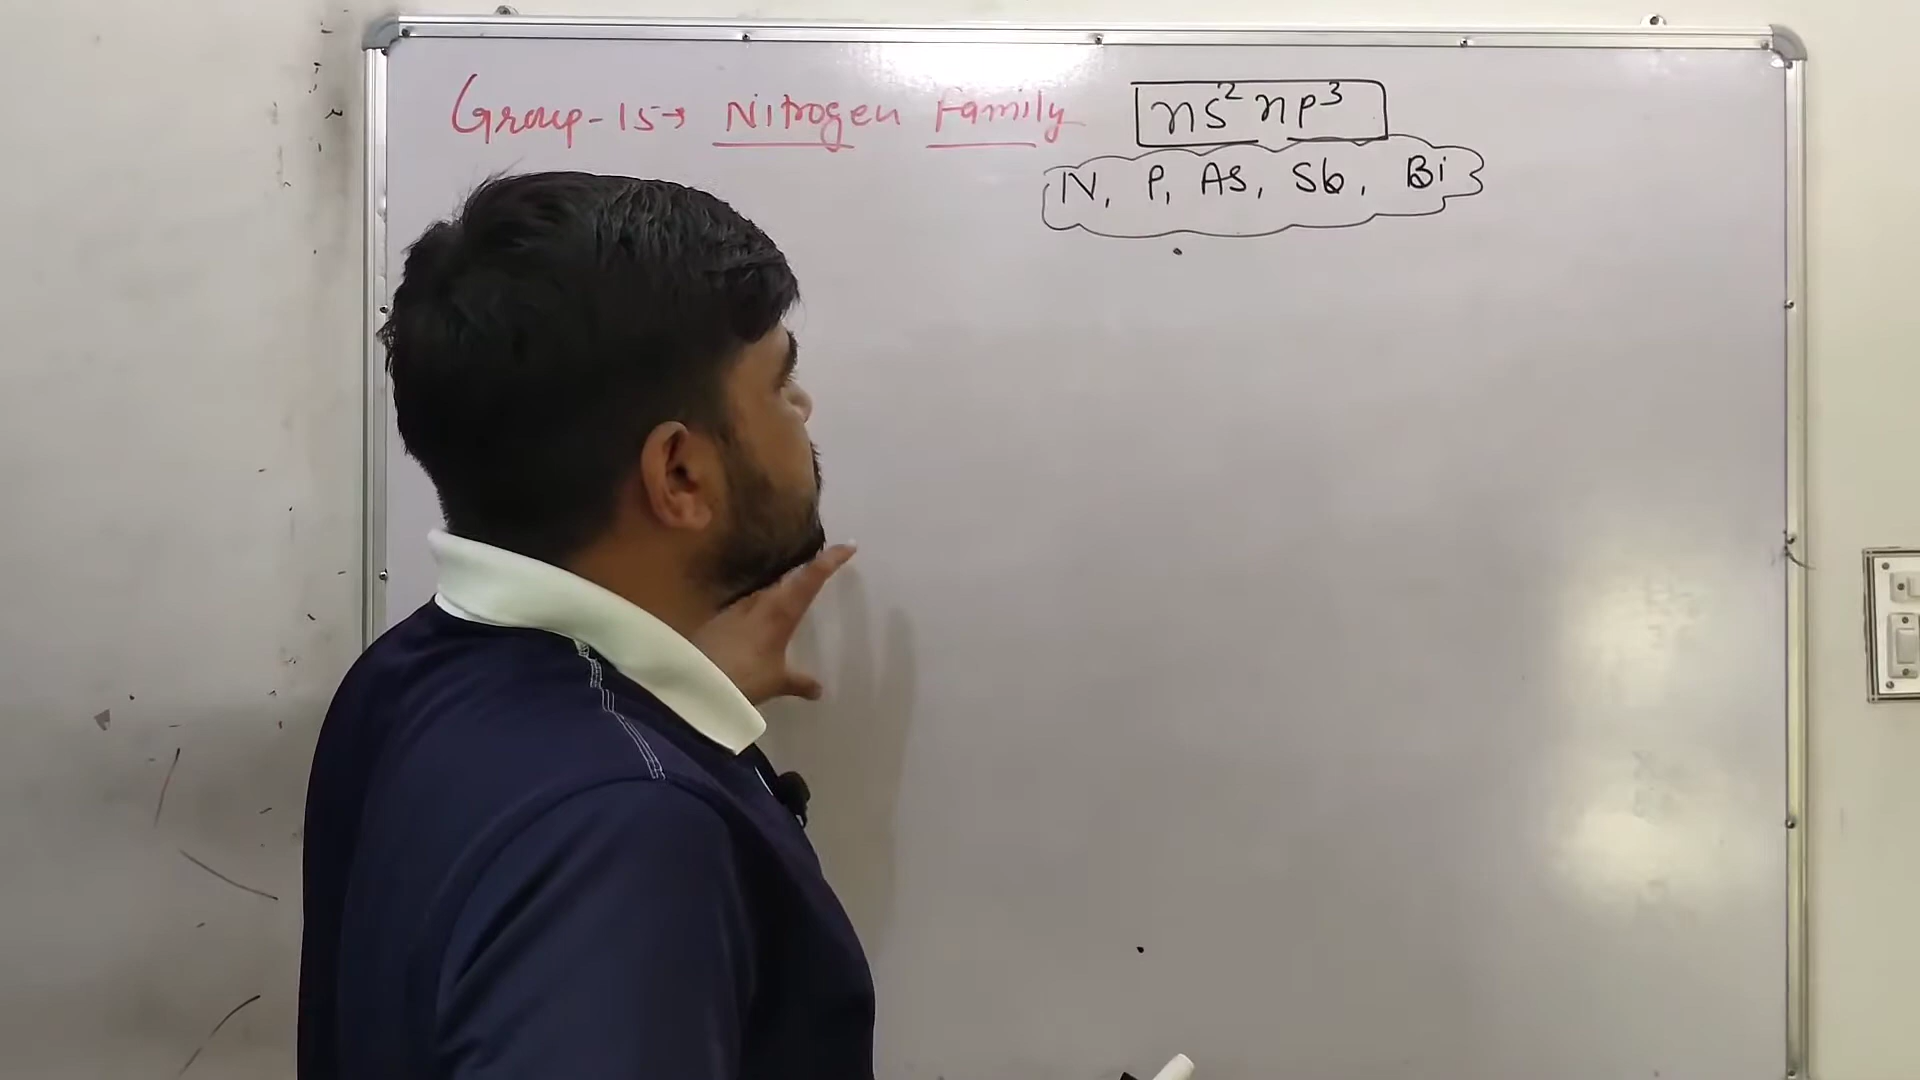 Group-15→ Nitrogen Family ns² np³
N, P, As, Sb, Bi